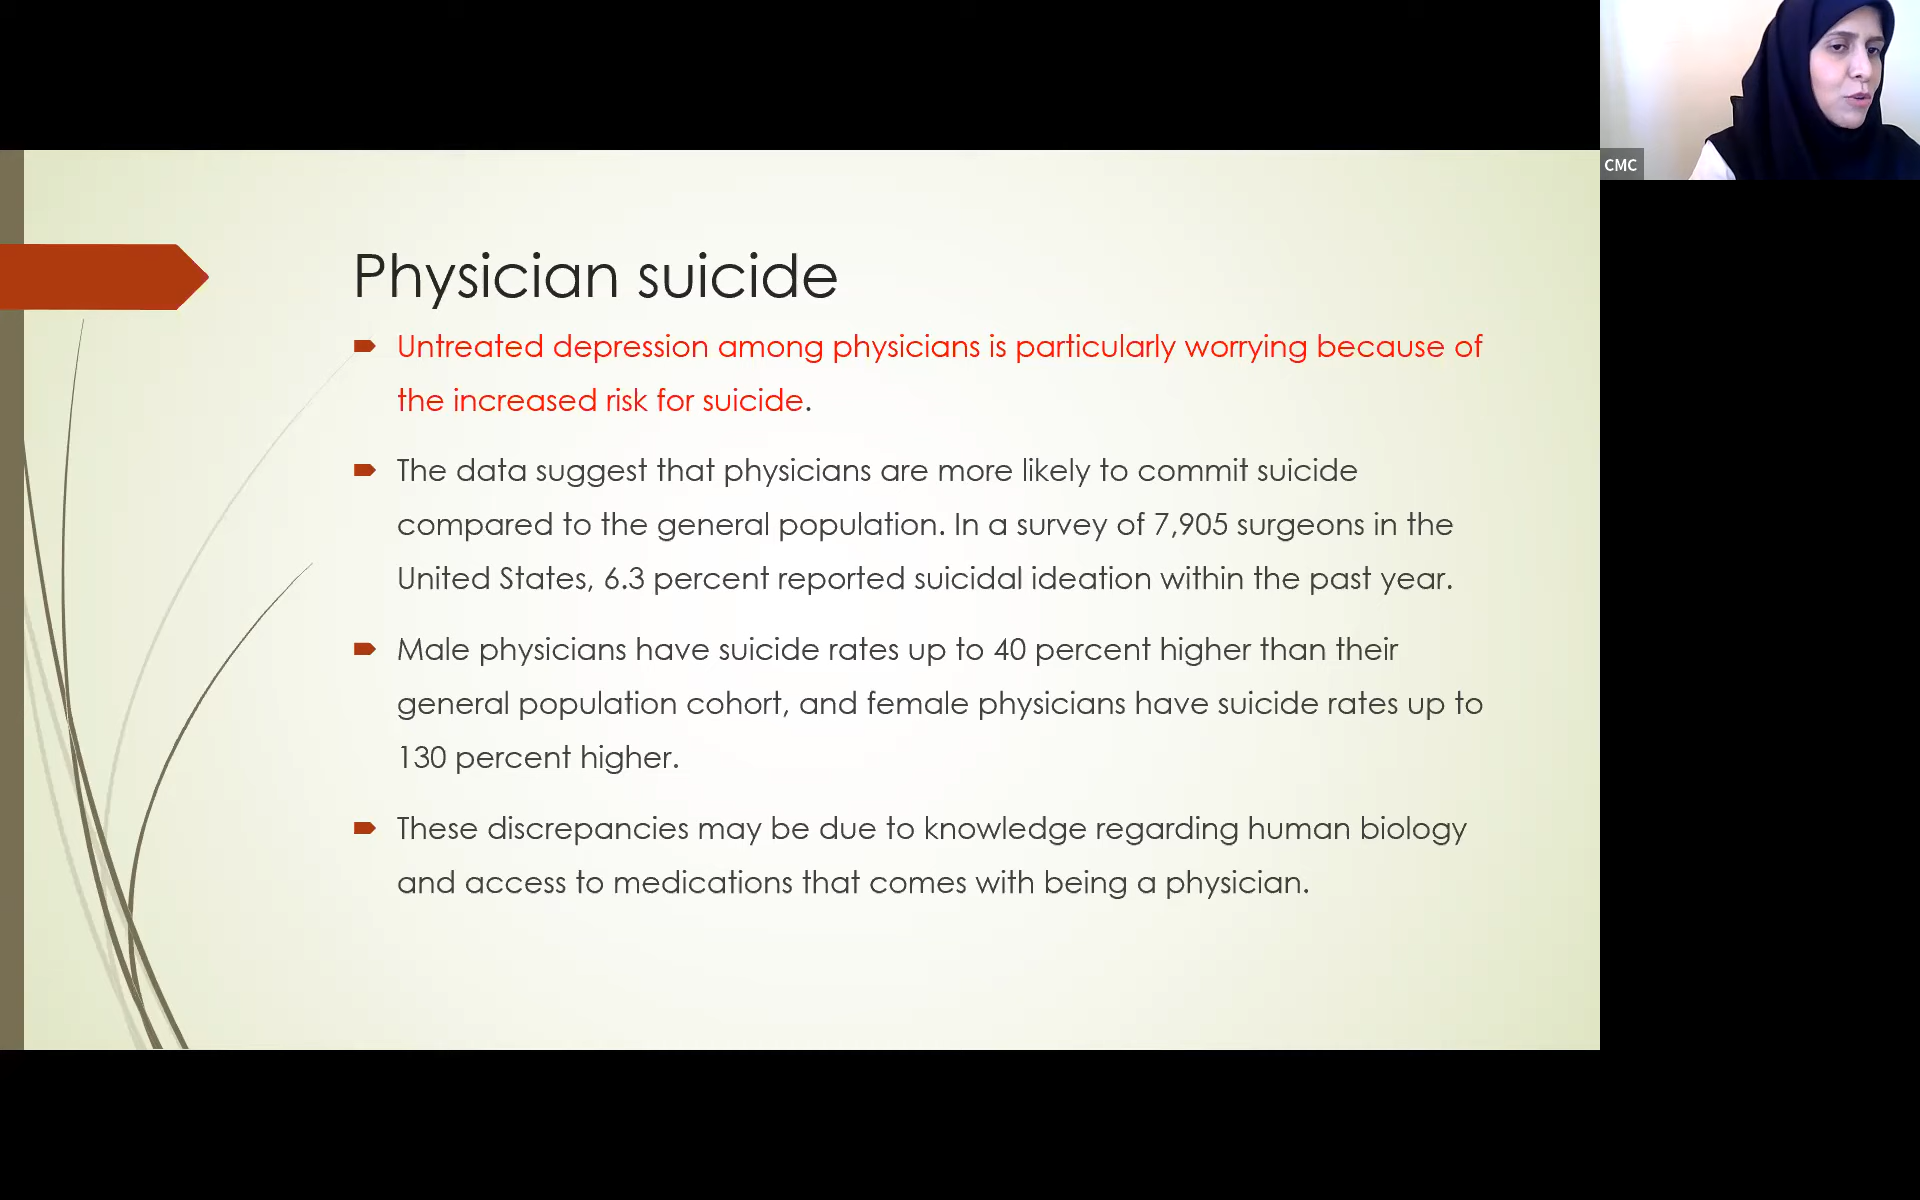 Physician suicide
Untreated depression among physicians is particularly worrying because of
the increased risk for suicide.
The data suggest that physicians are more likely to commit suicide
compared to the general population. In a survey of 7,905 surgeons in the
United States, 6.3 percent reported suicidal ideation within the past year.
Male physicians have suicide rates up to 40 percent higher than their
general population cohort, and female physicians have suicide rates up to
130 percent higher.
These discrepancies may be due to knowledge regarding human biology
and access to medications that comes with being a physician.
CMC